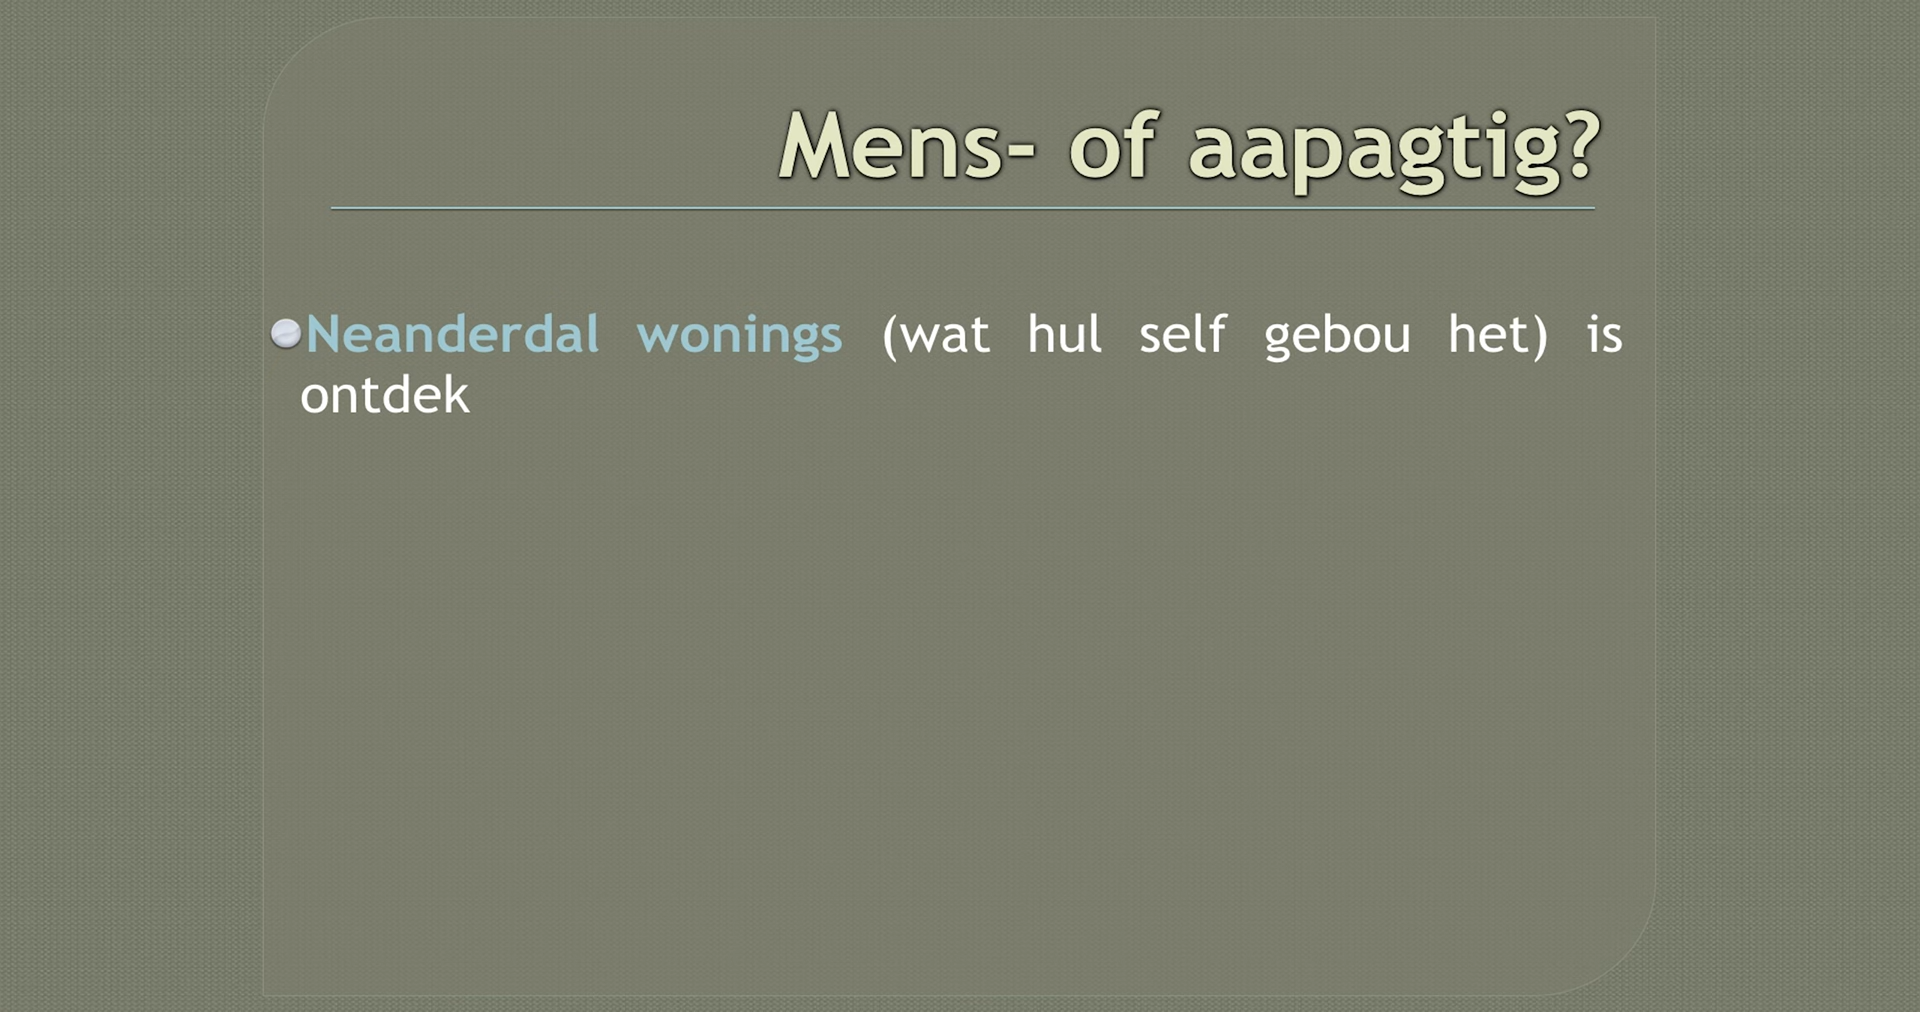 Mens- of aapagtig?
Neanderdal wonings (wat hul self gebou het) is
ontdek